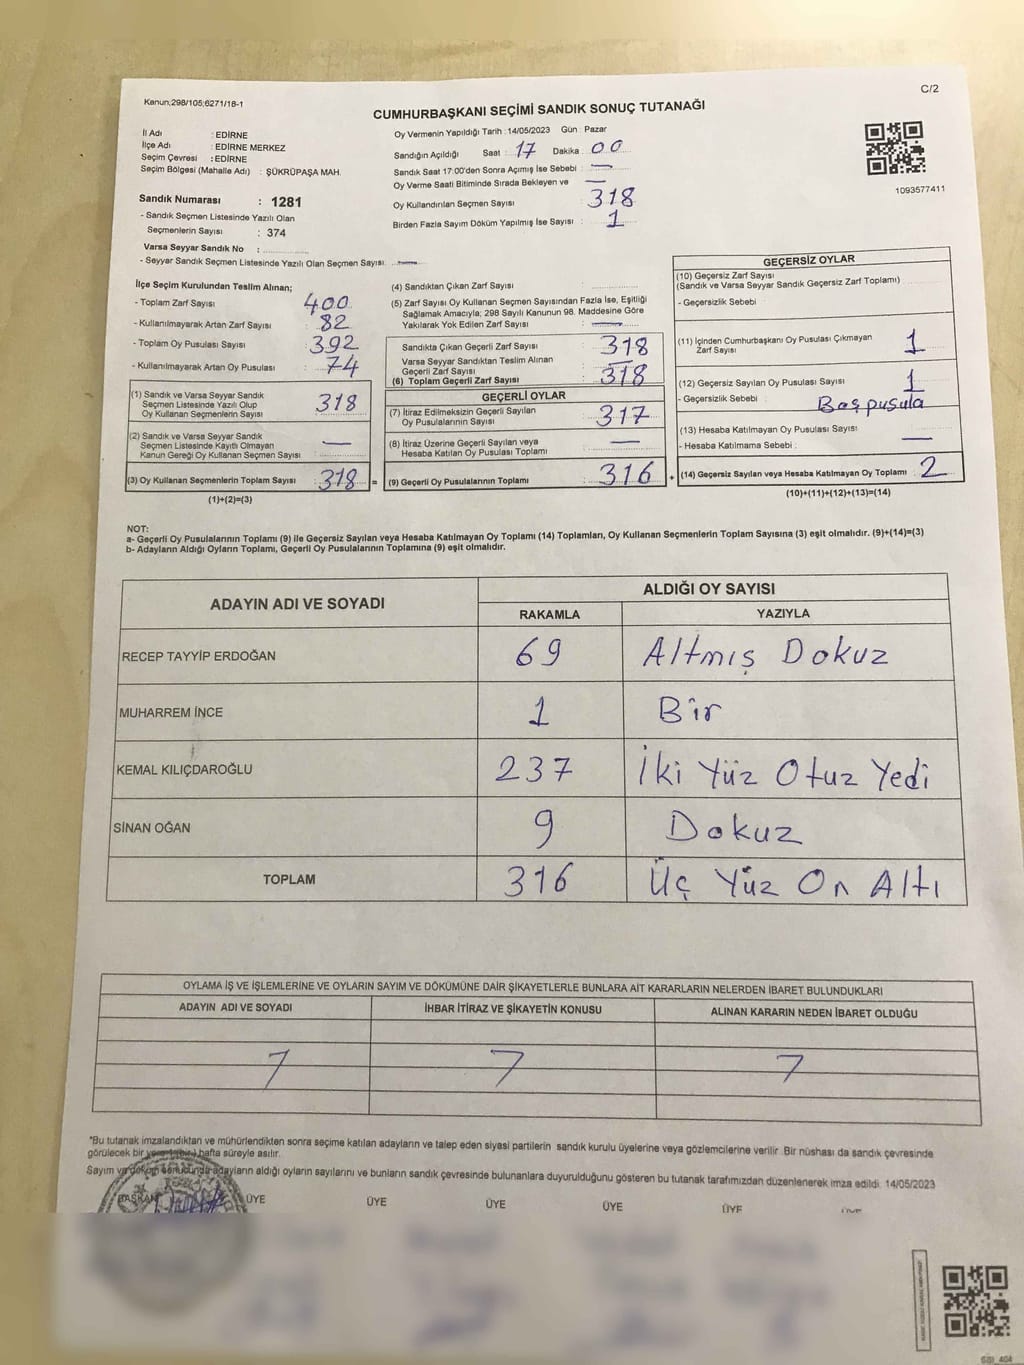 Kanun,298/105;6271/18-1
C/2
CUMHURBAŞKANI SEÇİMİ SANDIK SONUÇ TUTANAĞI
İl Adı : EDİRNE
İlçe Adı : EDİRNE MERKEZ
Seçim Çevresi : EDİRNE
Seçim Bölgesi (Mahalle Adı) : ŞÜKRÜPAŞA MAH.
Sandık Numarası : 1281
- Sandık Seçmen Listesinde Yazılı Olan
Seçmenlerin Sayısı : 374
Varsa Seyyar Sandık No :
- Seyyar Sandık Seçmen Listesinde Yazılı Olan Seçmen Sayısı: —
Oy Vermenin Yapıldığı Tarih : 14/05/2023 Gün : Pazar
Sandığın Açıldığı Saat : 17 Dakika : 00
Sandık Saat 17:00'den Sonra Açımış İse Sebebi : —
Oy Verme Saati Bitiminde Sırada Bekleyen ve —
Oy Kullandırılan Seçmen Sayısı : 318
Birden Fazla Sayım Döküm Yapılmış İse Sayısı : 1
1093577411
İlçe Seçim Kurulundan Teslim Alınan;
- Toplam Zarf Sayısı : 400
- Kullanılmayarak Artan Zarf Sayısı : 82
- Toplam Oy Pusulası Sayısı : 392
- Kullanılmayarak Artan Oy Pusulası : 74
(1) Sandık ve Varsa Seyyar Sandık
Seçmen Listesinde Yazılı Olup
Oy Kullanan Seçmenlerin Sayısı : 318
(2) Sandık ve Varsa Seyyar Sandık
Seçmen Listesinde Kayıtlı Olmayan
Kanun Gereği Oy Kullanan Seçmen Sayısı : —
(3) Oy Kullanan Seçmenlerin Toplam Sayısı : 318 =
(1)+(2)=(3)
(4) Sandıktan Çıkan Zarf Sayısı :
(5) Zarf Sayısı Oy Kullanan Seçmen Sayısından Fazla İse, Eşitliği
Sağlamak Amacıyla; 298 Sayılı Kanunun 98. Maddesine Göre
Yakılarak Yok Edilen Zarf Sayısı : —
Sandıkta Çıkan Geçerli Zarf Sayısı : 318
Varsa Seyyar Sandıktan Teslim Alınan
Geçerli Zarf Sayısı : —
(6) Toplam Geçerli Zarf Sayısı : 318
GEÇERLİ OYLAR
(7) İtiraz Edilmeksizin Geçerli Sayılan
Oy Pusulalarının Sayısı : 317
(8) İtiraz Üzerine Geçerli Sayılan veya
Hesaba Katılan Oy Pusulası Toplamı : —
(9) Geçerli Oy Pusulalarının Toplamı : 316 +
GEÇERSİZ OYLAR
(10) Geçersiz Zarf Sayısı
(Sandık ve Varsa Seyyar Sandık Geçersiz Zarf Toplamı)
- Geçersizlik Sebebi :
(11) İçinden Cumhurbaşkanı Oy Pusulası Çıkmayan
Zarf Sayısı : 1
(12) Geçersiz Sayılan Oy Pusulası Sayısı : 1
- Geçersizlik Sebebi : Boş pusula
(13) Hesaba Katılmayan Oy Pusula Sayısı : —
- Hesaba Katılmama Sebebi :
(14) Geçersiz Sayılan veya Hesaba Katılmayan Oy Toplamı : 2
(10)+(11)+(12)+(13)=(14)
NOT:
a- Geçerli Oy Pusulalarının Toplamı (9) ile Geçersiz Sayılan veya Hesaba Katılmayan Oy Toplamı (14) Toplamları, Oy Kullanan Seçmenlerin Toplam Sayısına (3) eşit olmalıdır. (9)+(14)=(3)
b- Adayların Aldığı Oyların Toplamı, Geçerli Oy Pusulalarının Toplamına (9) eşit olmalıdır.
ADAYIN ADI VE SOYADI
ALDIĞI OY SAYISI
RAKAMLA YAZIYLA
RECEP TAYYİP ERDOĞAN 69 Altmış Dokuz
MUHARREM İNCE 1 Bir
KEMAL KILIÇDAROĞLU 237 İki Yüz Otuz Yedi
SİNAN OĞAN 9 Dokuz
TOPLAM 316 Üç Yüz On Altı
OYLAMA İŞ VE İŞLEMLERİNE VE OYLARIN SAYIM VE DÖKÜMÜNE DAİR ŞİKAYETLERLE BUNLARA AİT KARARLARIN NELERDEN İBARET BULUNDUKLARI
ADAYIN ADI VE SOYADI İHBAR İTİRAZ VE ŞİKAYETİN KONUSU ALINAN KARARIN NEDEN İBARET OLDUĞU
7 7 7
*Bu tutanak imzalandıktan ve mühürlendikten sonra seçime katılan adayların ve talep eden siyasi partilerin sandık kurulu üyelerine veya gözlemcilerine verilir. Bir nüshası da sandık çevresinde
görülecek bir yere 1 (bir) hafta süreyle asılır.
Sayım ve döküm sonucunda adayların aldığı oyların sayılarını ve bunların sandık çevresinde bulunanlara duyurulduğunu gösteren bu tutanak tarafımızdan düzenlenerek imza edildi. 14/05/2023
BAŞKAN ÜYE ÜYE ÜYE ÜYE ÜYE